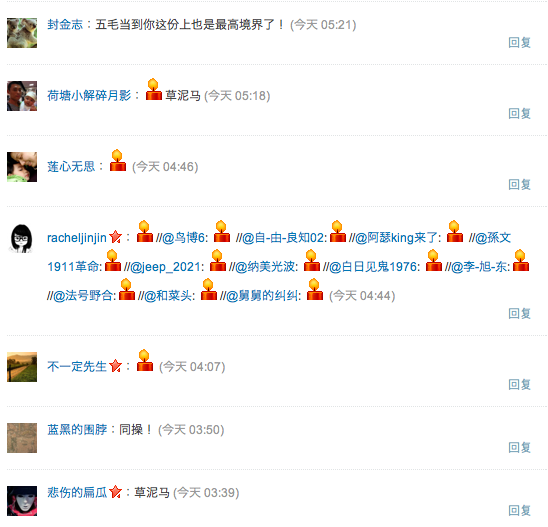 封金志：五毛当到你这份上也是最高境界了！ (今天 05:21)
回复
荷塘小解碎月影： 草泥马 (今天 05:18)
回复
莲心无思： (今天 04:46)
回复
racheljinjin ： //@鸟博6: //@自-由-良知02: //@阿瑟king来了: //@孫文
1911革命: //@jeep_2021: //@纳美光波: //@白日见鬼1976: //@李-旭-东:
//@法号野合: //@和菜头: //@舅舅的纠纠: (今天 04:44)
回复
不一定先生 ： (今天 04:07)
回复
蓝黑的围脖：同操！ (今天 03:50)
回复
悲伤的扁瓜 ：草泥马 (今天 03:39)
回复